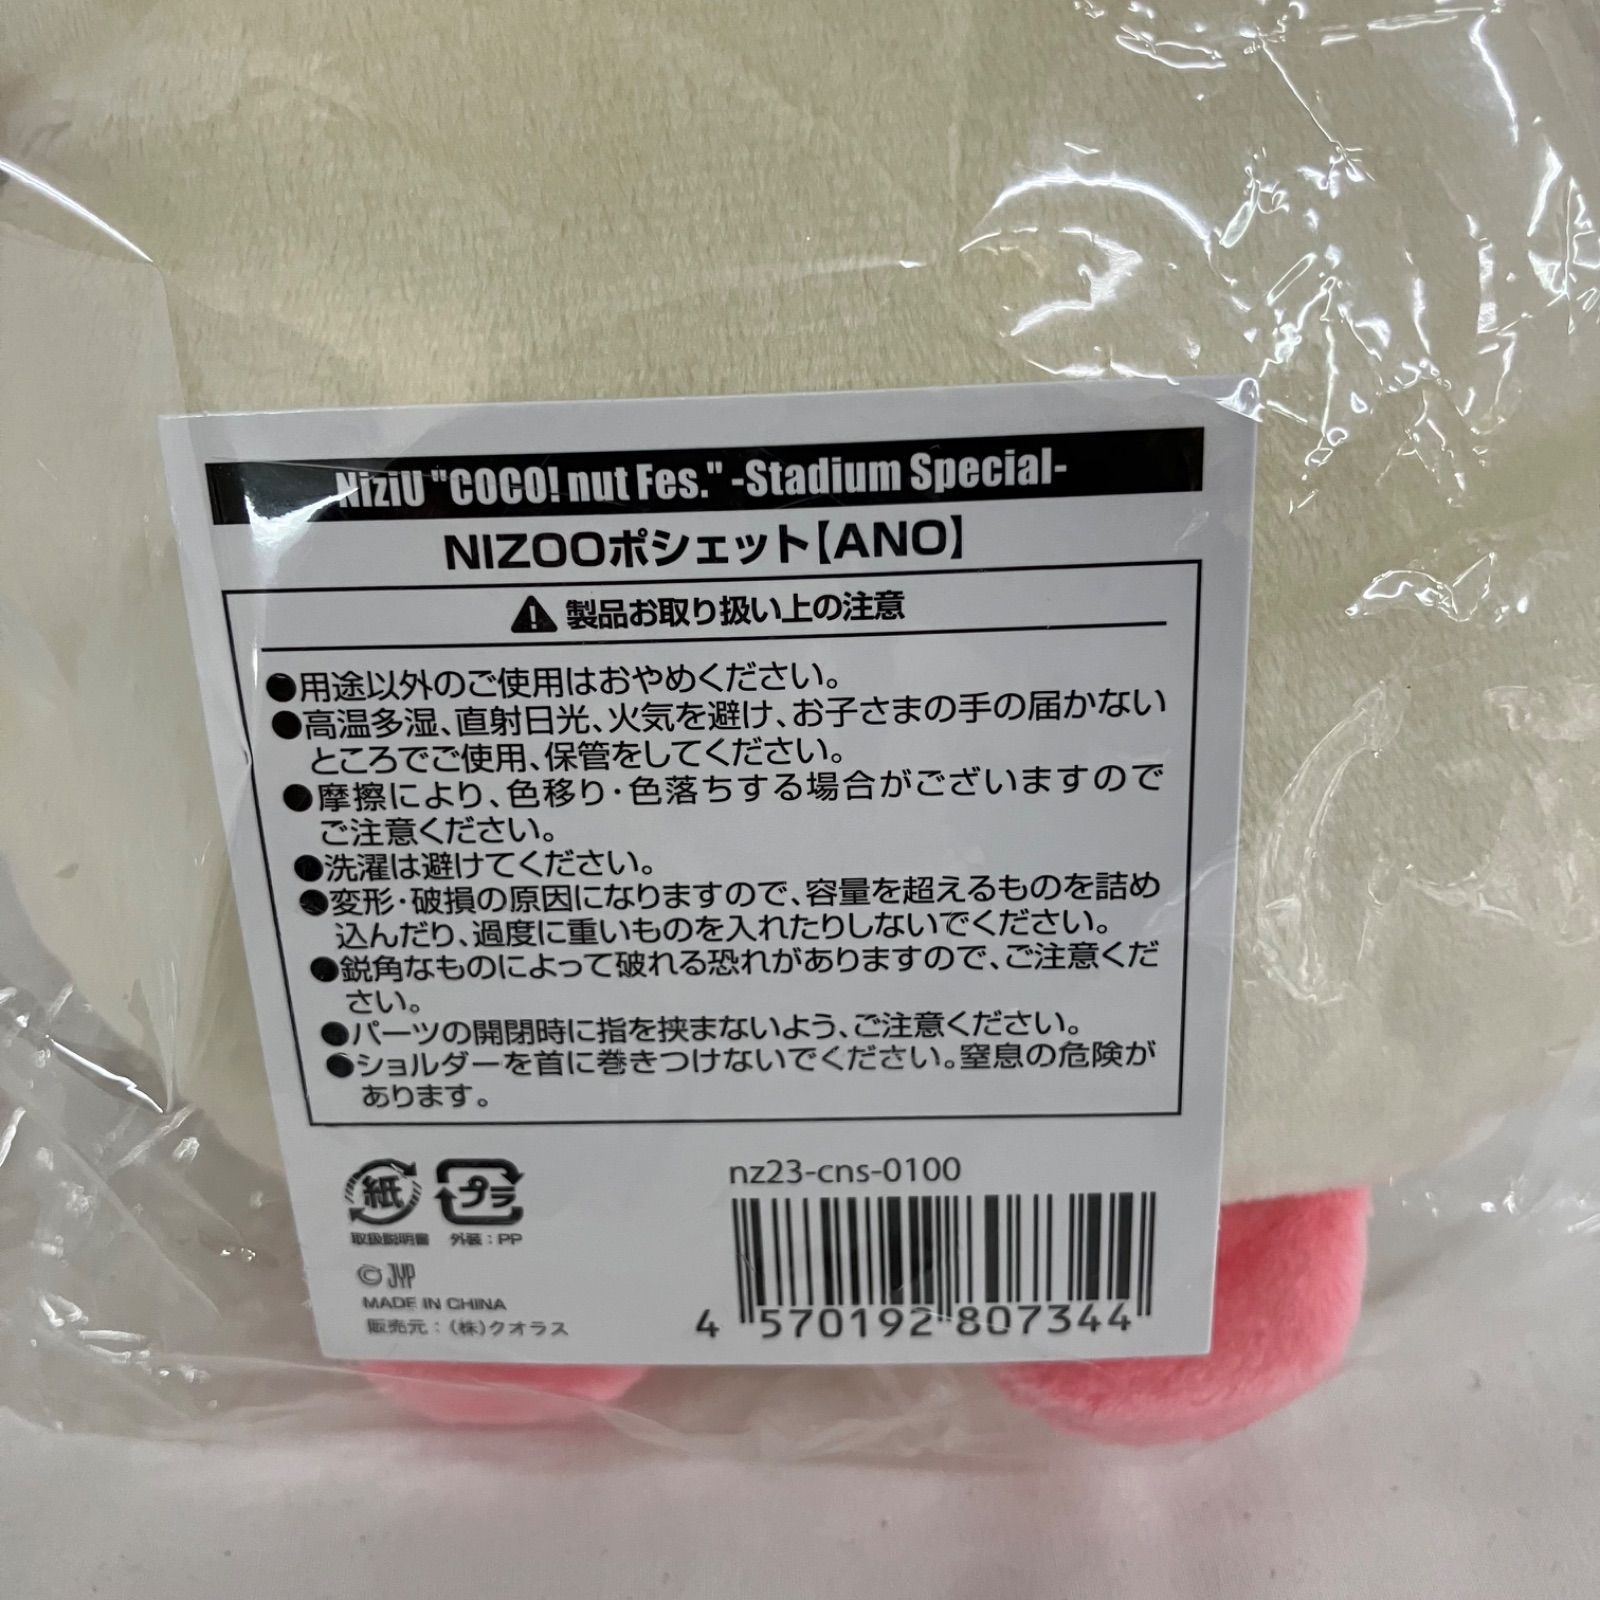 NiziU "COCO! nut Fes." -Stadium Special-
NIZOOポシェット【ANO】
製品お取り扱い上の注意
●用途以外のご使用はおやめください。
●高温多湿、直射日光、火気を避け、お子さまの手の届かない
ところでご使用、保管をしてください。
●摩擦により、色移り・色落ちする場合がございますので
ご注意ください。
●洗濯は避けてください。
●変形・破損の原因になりますので、容量を超えるものを詰め
込んだり、過度に重いものを入れたりしないでください。
●鋭角なものによって破れる恐れがありますので、ご注意くだ
さい。
●パーツの開閉時に指を挟まないよう、ご注意ください。
●ショルダーを首に巻きつけないでください。窒息の危険が
あります。
紙 プラ
取扱説明書 外装：PP
© JYP
MADE IN CHINA
販売元：（株）クオラス
nz23-cns-0100
4 570192 807344